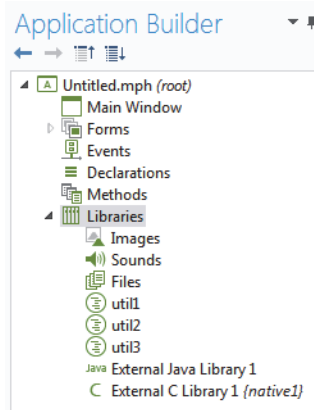 Application Builder
A Untitled.mph (root)
Main Window
Forms
Events
Declarations
Methods
Libraries
Images
Sounds
Files
util1
util2
util3
Java External Java Library 1
C External C Library 1 {native1}